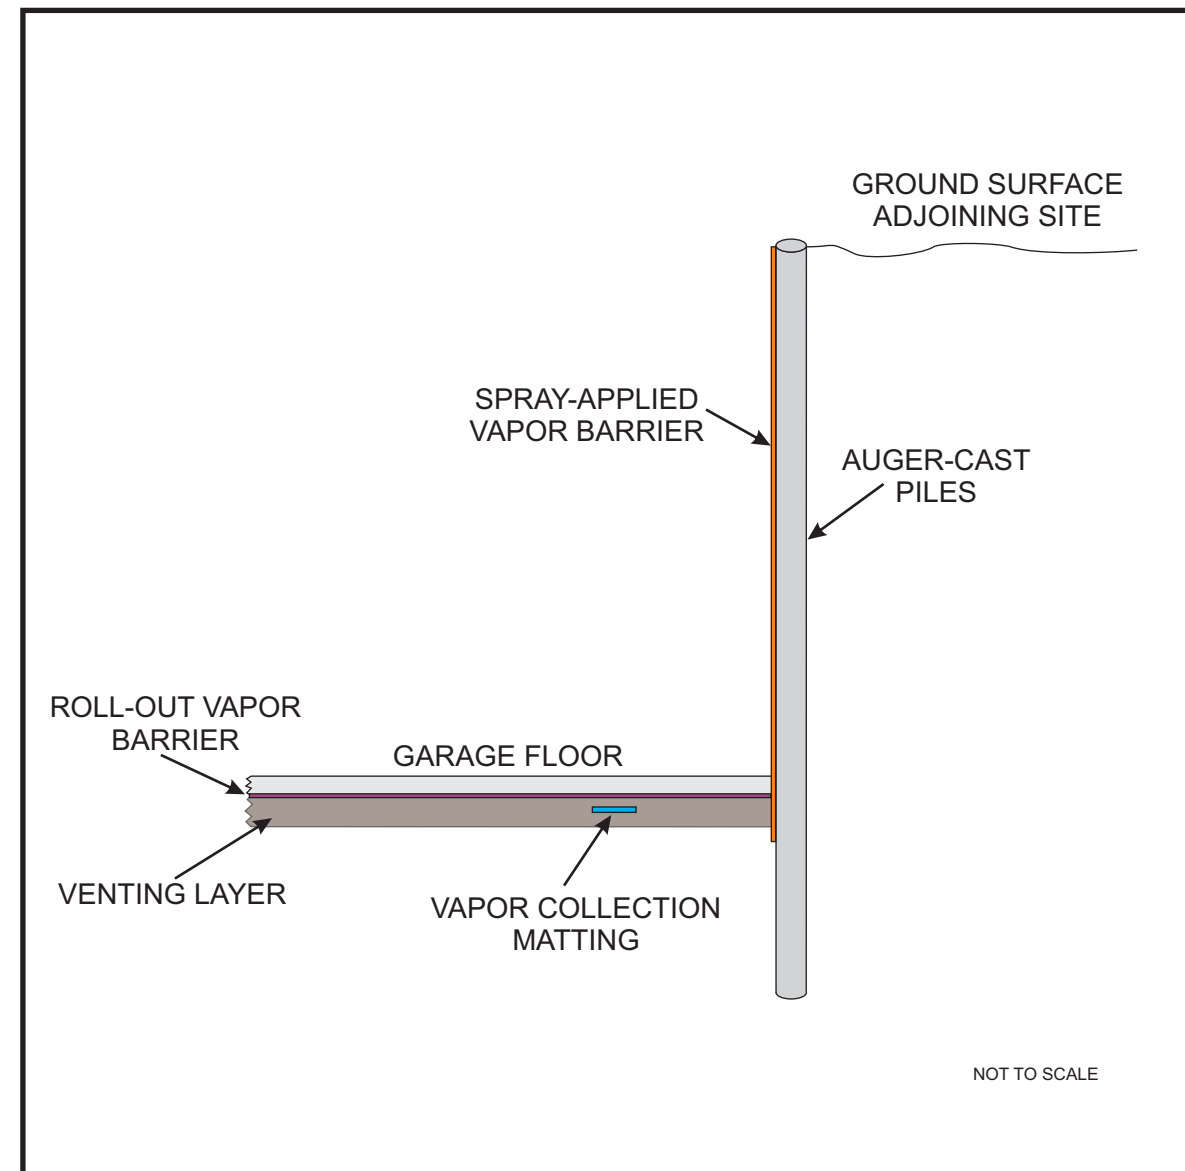 GROUND SURFACE
ADJOINING SITE
SPRAY-APPLIED
VAPOR BARRIER
AUGER-CAST
PILES
ROLL-OUT VAPOR
BARRIER
GARAGE FLOOR
VENTING LAYER
VAPOR COLLECTION
MATTING
NOT TO SCALE